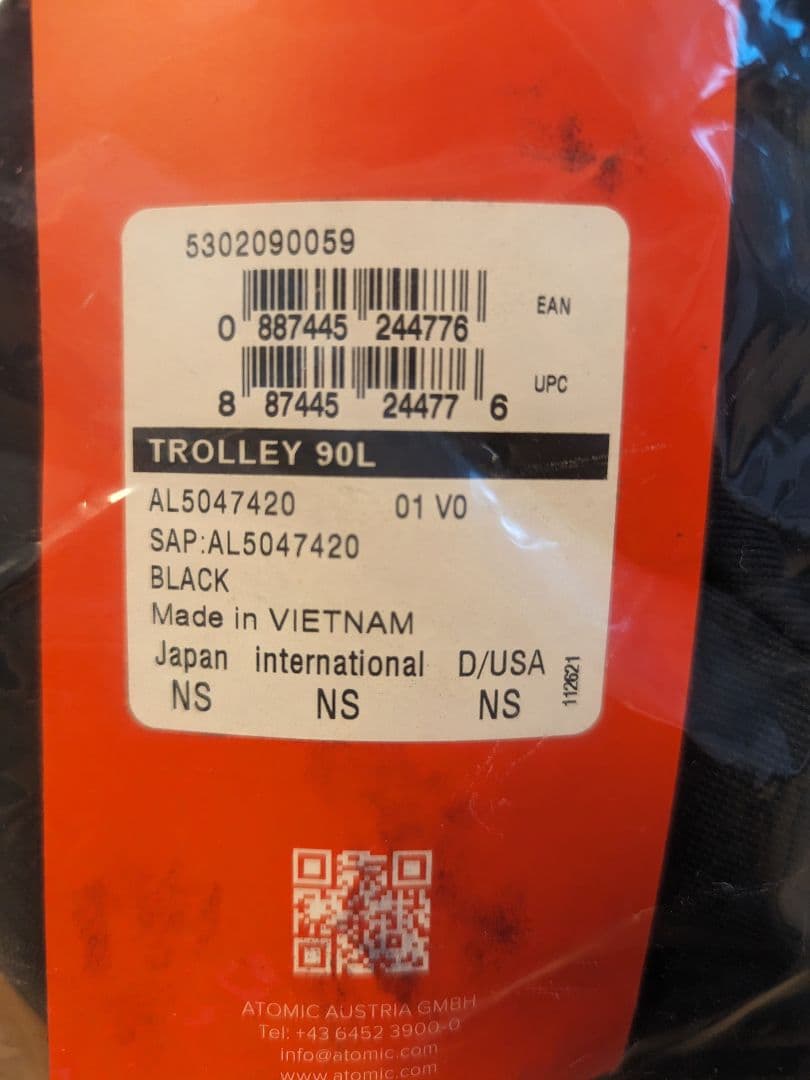 5302090059
EAN
0 887445 244776
UPC
8 87445 24477 6
TROLLEY 90L
AL5047420 01 V0
SAP:AL5047420
BLACK
Made in VIETNAM
Japan international D/USA
NS NS NS
112621
ATOMIC AUSTRIA GMBH
Tel: +43 6452 3900-0
info@atomic.com
www.atomic.com